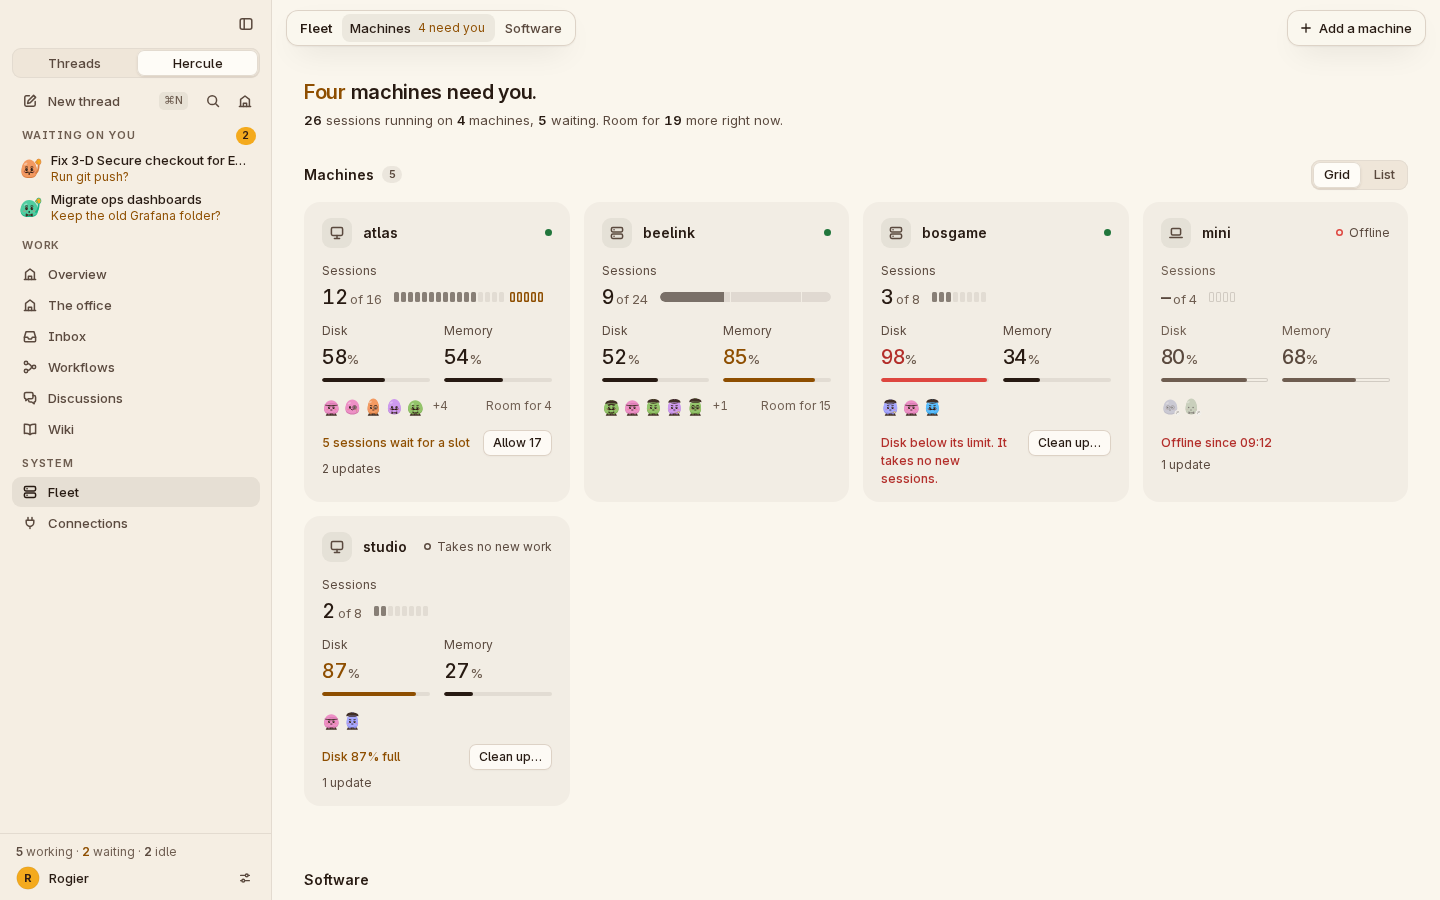 Threads
Hercule
New thread
⌘N
WAITING ON YOU
2
Fix 3-D Secure checkout for E…
Run git push?
Migrate ops dashboards
Keep the old Grafana folder?
WORK
Overview
The office
Inbox
Workflows
Discussions
Wiki
SYSTEM
Fleet
Connections
5 working · 2 waiting · 2 idle
R
Rogier
Fleet
Machines 4 need you
Software
Add a machine
Four machines need you.
26 sessions running on 4 machines, 5 waiting. Room for 19 more right now.
Machines 5
Grid
List
atlas
Sessions
12 of 16
Disk
Memory
58%
54%
+4
Room for 4
5 sessions wait for a slot
Allow 17
2 updates
beelink
Sessions
9 of 24
Disk
Memory
52%
85%
+1
Room for 15
bosgame
Sessions
3 of 8
Disk
Memory
98%
34%
Disk below its limit. It
takes no new
sessions.
Clean up…
mini
Offline
Sessions
– of 4
Disk
Memory
80%
68%
Offline since 09:12
1 update
studio
Takes no new work
Sessions
2 of 8
Disk
Memory
87%
27%
Disk 87% full
Clean up…
1 update
Software